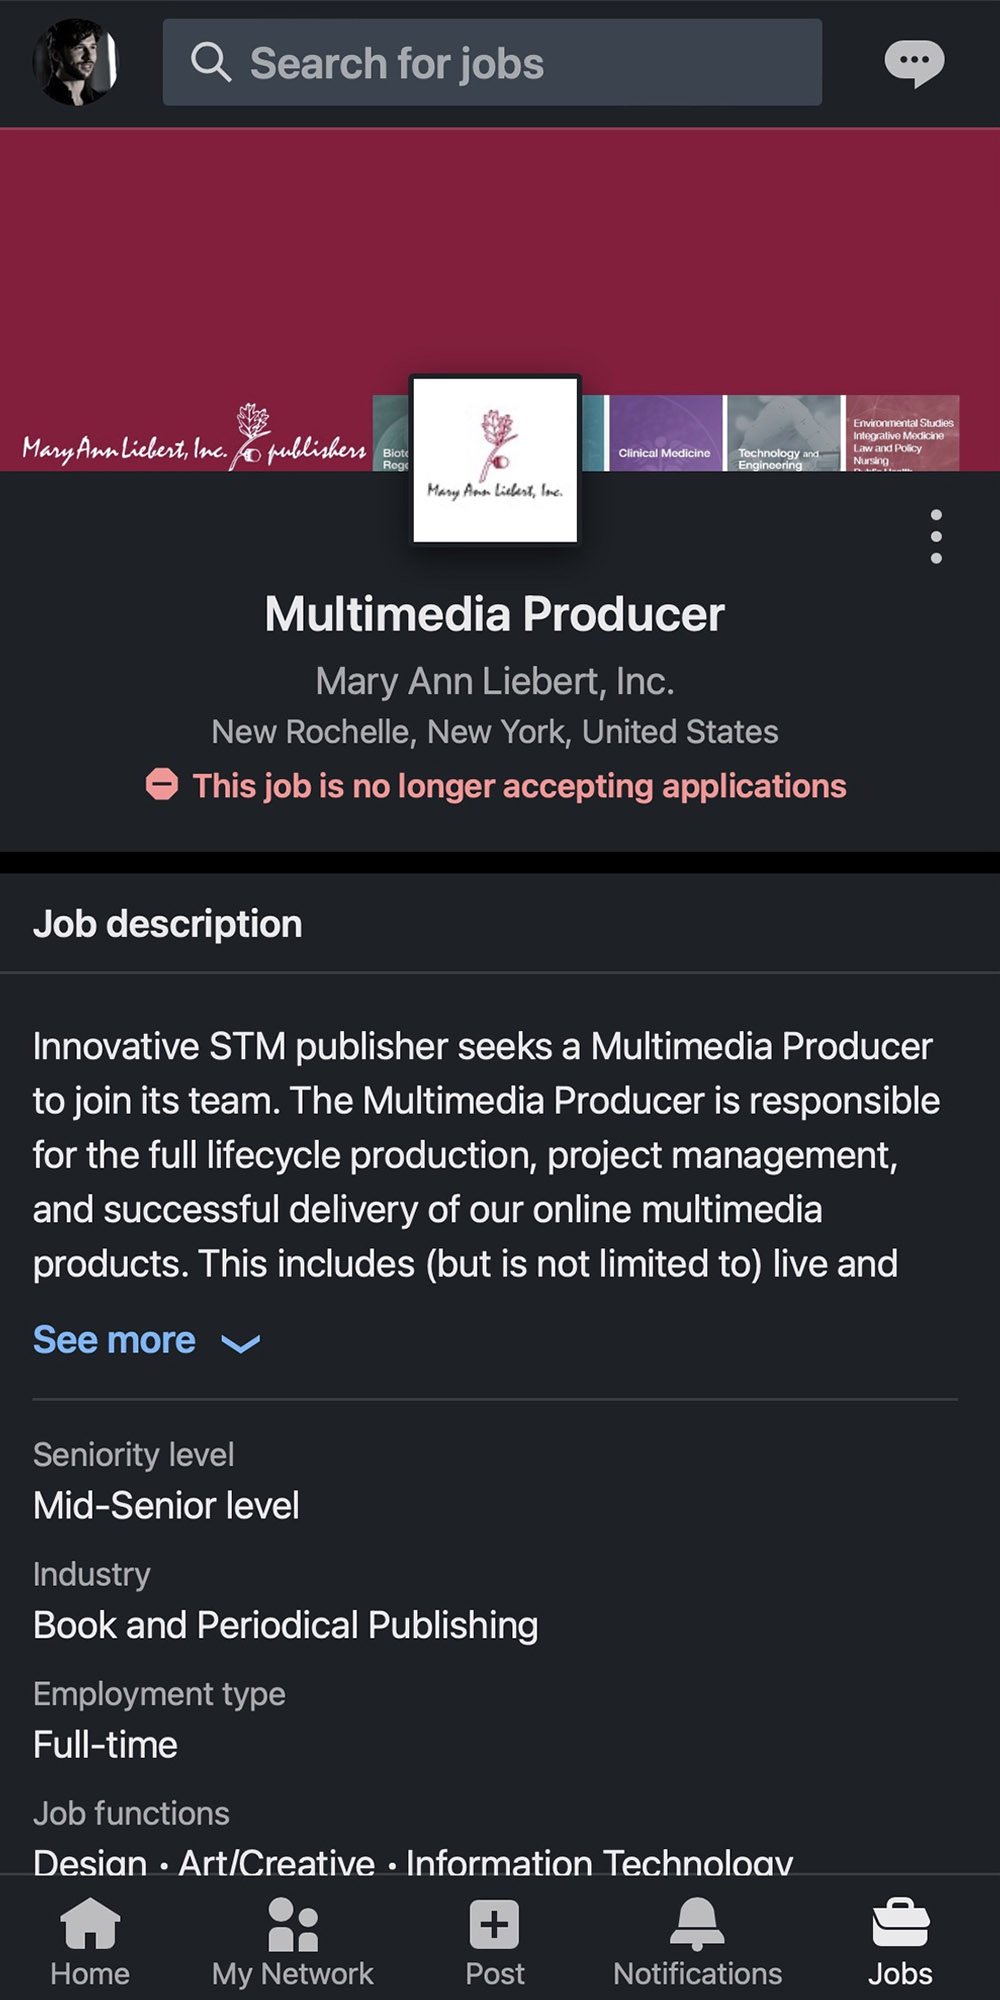 Search for jobs
Mary Ann Liebert, Inc. publishers
Clinical Medicine
Technology and
Engineering
Environmental Studies
Integrative Medicine
Law and Policy
Nursing
Mary Ann Liebert, Inc.
Multimedia Producer
Mary Ann Liebert, Inc.
New Rochelle, New York, United States
This job is no longer accepting applications
Job description
Innovative STM publisher seeks a Multimedia Producer
to join its team. The Multimedia Producer is responsible
for the full lifecycle production, project management,
and successful delivery of our online multimedia
products. This includes (but is not limited to) live and
See more
Seniority level
Mid-Senior level
Industry
Book and Periodical Publishing
Employment type
Full-time
Job functions
Design • Art/Creative • Information Technology
Home
My Network
Post
Notifications
Jobs